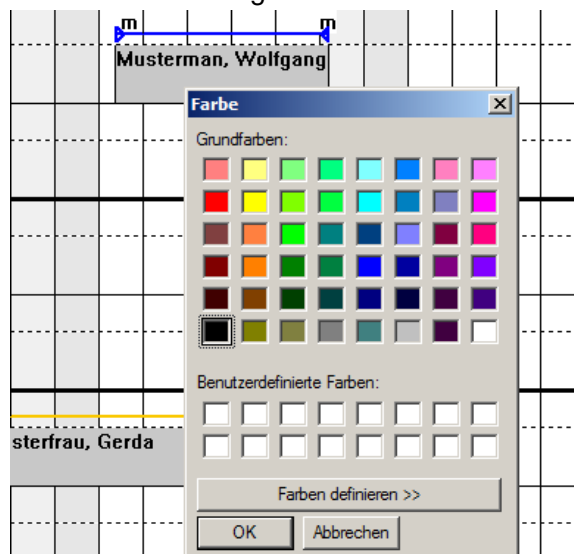 m m
Musterman, Wolfgang
Farbe
Grundfarben:
Benutzerdefinierte Farben:
sterfrau, Gerda
Farben definieren >>
OK Abbrechen